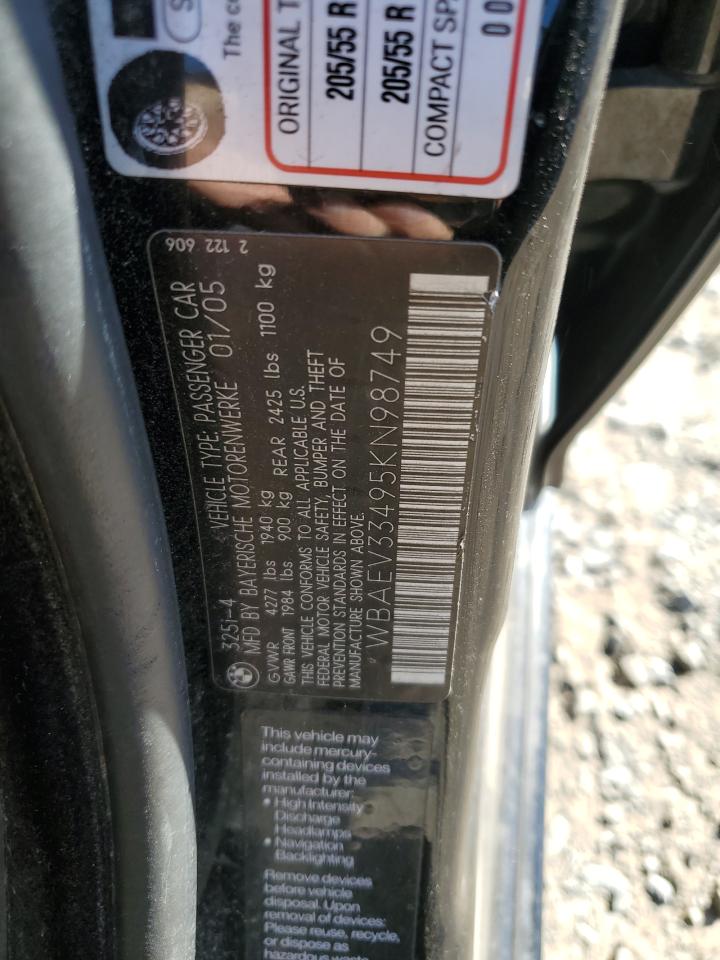 The co
ORIGINAL T
205/55 R
205/55 R
COMPACT SP
00
325i-4 VEHICLE TYPE: PASSENGER CAR
MFD BY BAYERISCHE MOTORENWERKE 01/05
GVWR 4277 lbs 1940 kg
GAWR FRONT 1984 lbs 900 kg REAR 2425 lbs 1100 kg
THIS VEHICLE CONFORMS TO ALL APPLICABLE U.S.
FEDERAL MOTOR VEHICLE SAFETY, BUMPER AND THEFT
PREVENTION STANDARDS IN EFFECT ON THE DATE OF
MANUFACTURE SHOWN ABOVE.
WBAEV33495KN98749
2 122 606
This vehicle may
include mercury-
containing devices
installed by the
manufacturer:
• High Intensity
Discharge
Headlamps
• Navigation
Backlighting
Remove devices
before vehicle
disposal. Upon
removal of devices:
Please reuse, recycle,
or dispose as
hazardous waste